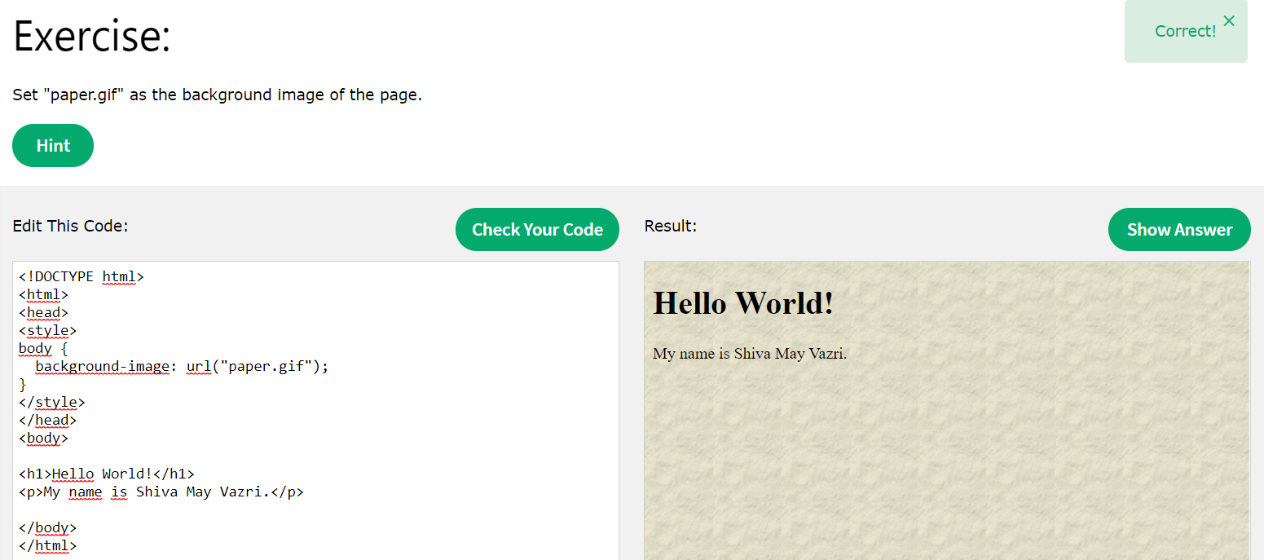 Exercise:
Correct! ×
Set "paper.gif" as the background image of the page.
Hint
Edit This Code:
Check Your Code
<!DOCTYPE html>
<html>
<head>
<style>
body {
  background-image: url("paper.gif");
}
</style>
</head>
<body>

<h1>Hello World!</h1>
<p>My name is Shiva May Vazri.</p>

</body>
</html>
Result:
Show Answer
Hello World!
My name is Shiva May Vazri.